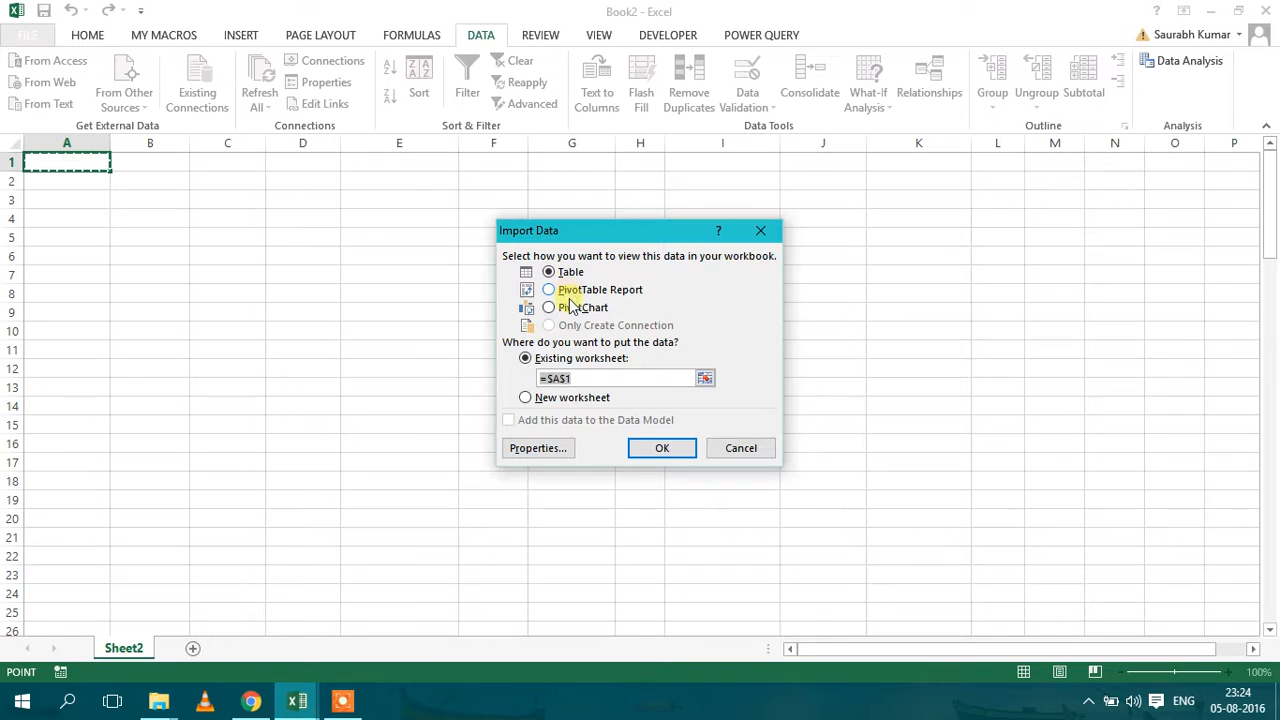 Book2 - Excel
FILE HOME MY MACROS INSERT PAGE LAYOUT FORMULAS DATA REVIEW VIEW DEVELOPER POWER QUERY Saurabh Kumar
From Access
From Web
From Text
From Other Sources
Existing Connections
Get External Data
Refresh All
Connections
Properties
Edit Links
Connections
Sort
Filter
Clear
Reapply
Advanced
Sort & Filter
Text to Columns
Flash Fill
Remove Duplicates
Data Validation
Consolidate
What-If Analysis
Relationships
Data Tools
Group
Ungroup
Subtotal
Outline
Data Analysis
Analysis
A B C D E F G H I J K L M N O P
1
2
3
4
5
6
7
8
9
10
11
12
13
14
15
16
17
18
19
20
21
22
23
24
25
26
Import Data
Select how you want to view this data in your workbook.
Table
PivotTable Report
PivotChart
Only Create Connection
Where do you want to put the data?
Existing worksheet:
=$A$1
New worksheet
Add this data to the Data Model
Properties... OK Cancel
Sheet2
POINT 100%
ENG 23:24
05-08-2016